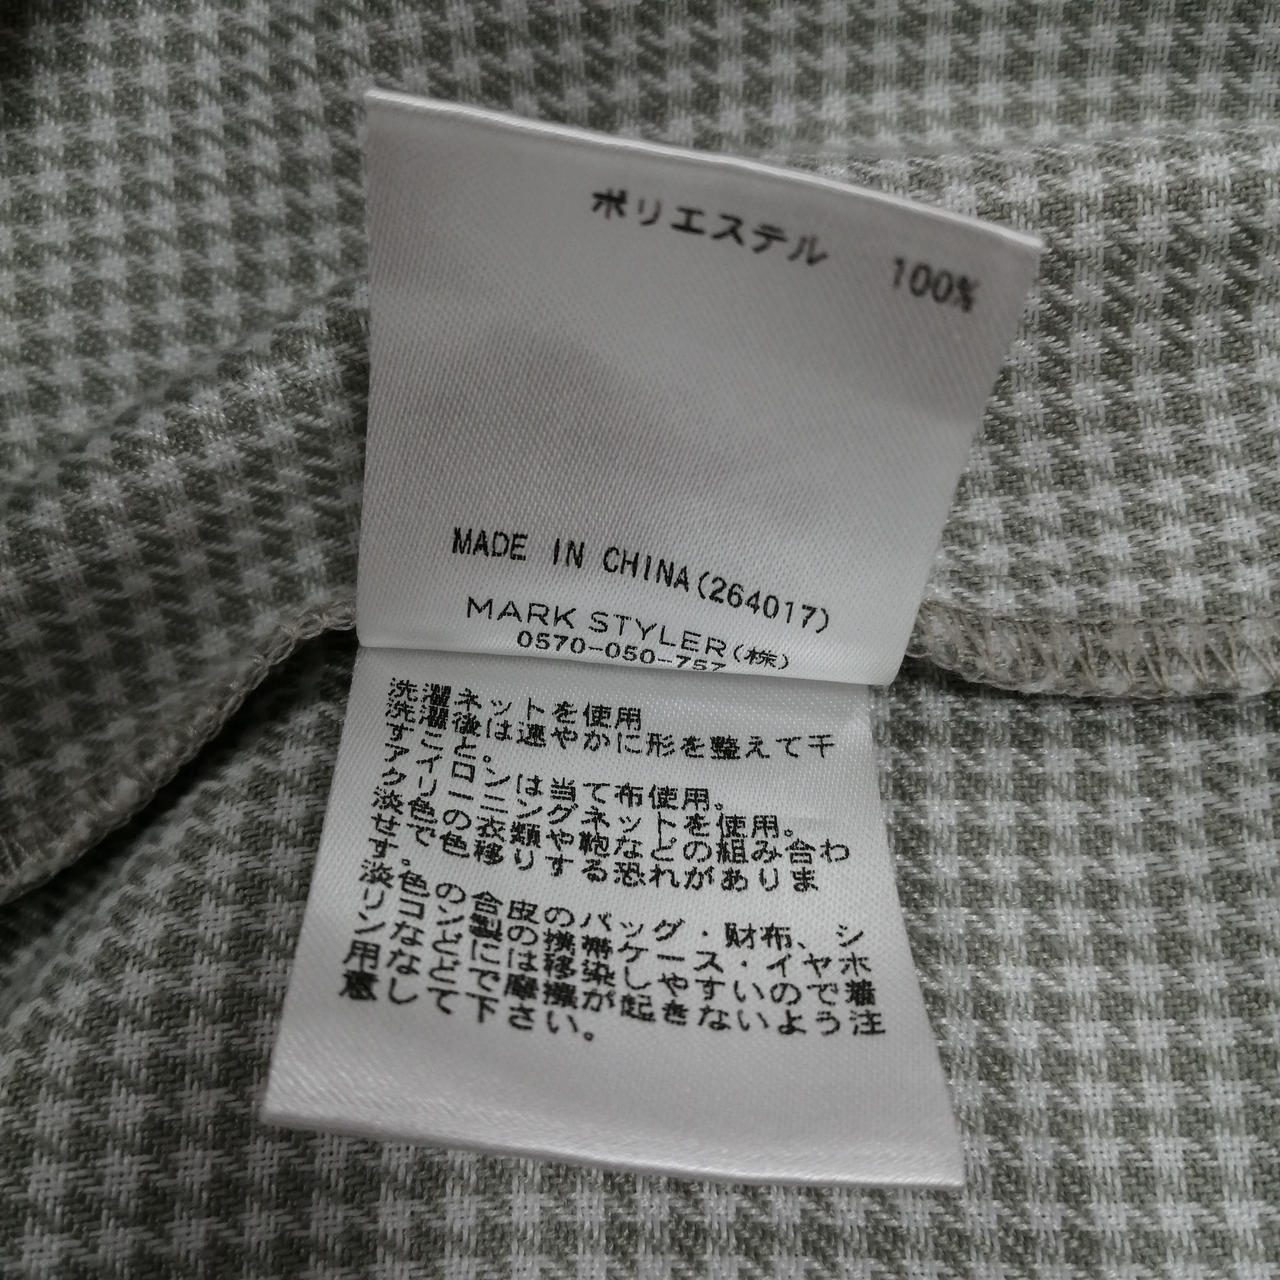 ポリエステル 100%
MADE IN CHINA(264017)
MARK STYLER(株)
0570-050-757
洗濯ネットを使用
洗濯後は速やかに形を整えて干
すこと。
アイロンは当て布使用。
クリーニングネットを使用。
淡色の衣類や鞄などの組み合わ
せで色移りする恐れがありま
す。
淡色の合皮のバッグ・財布、シ
リコン製の携帯ケース・イヤホ
ンなどには移染しやすいので着
用などで摩擦が起きないよう注
意して下さい。